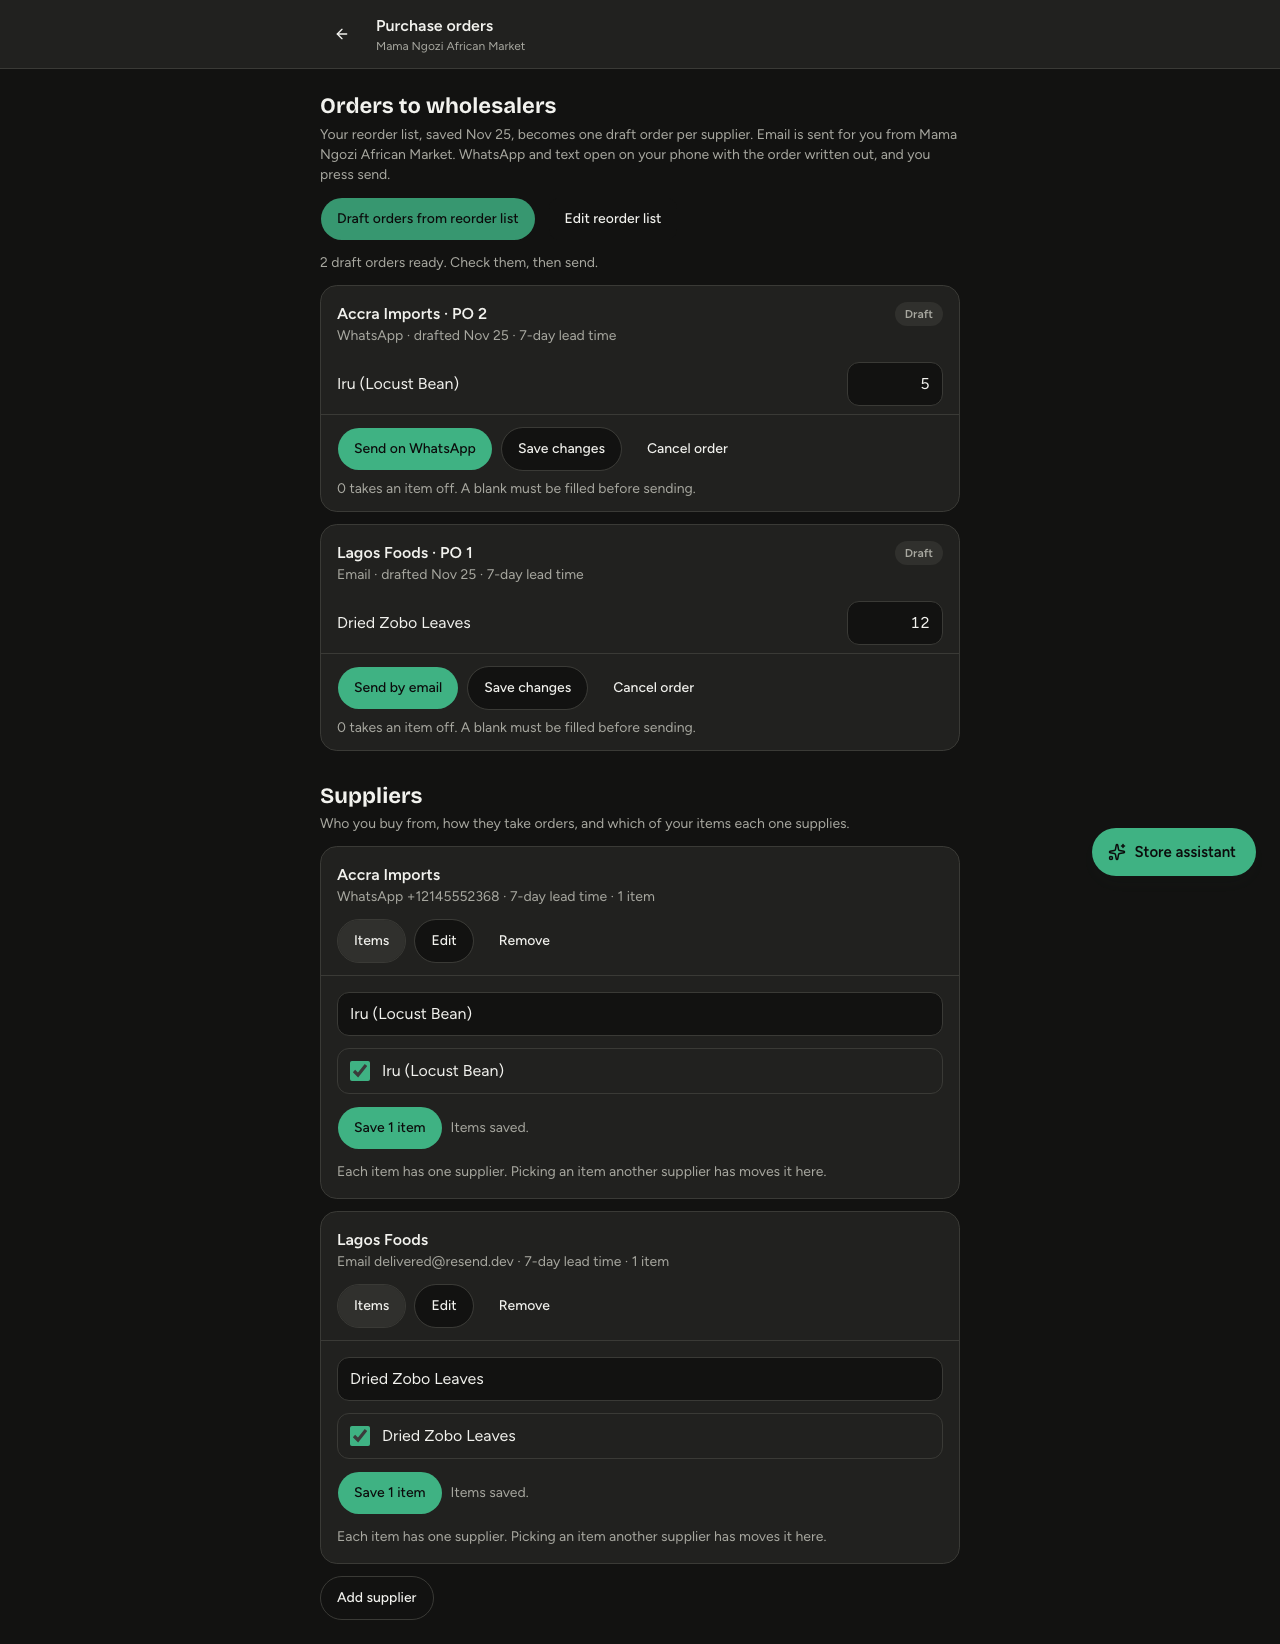 Purchase orders
Mama Ngozi African Market
Orders to wholesalers
Your reorder list, saved Nov 25, becomes one draft order per supplier. Email is sent for you from Mama
Ngozi African Market. WhatsApp and text open on your phone with the order written out, and you
press send.
Draft orders from reorder list
Edit reorder list
2 draft orders ready. Check them, then send.
Accra Imports · PO 2
Draft
WhatsApp · drafted Nov 25 · 7-day lead time
Iru (Locust Bean)
5
Send on WhatsApp
Save changes
Cancel order
0 takes an item off. A blank must be filled before sending.
Lagos Foods · PO 1
Draft
Email · drafted Nov 25 · 7-day lead time
Dried Zobo Leaves
12
Send by email
Save changes
Cancel order
0 takes an item off. A blank must be filled before sending.
Suppliers
Who you buy from, how they take orders, and which of your items each one supplies.
Store assistant
Accra Imports
WhatsApp +12145552368 · 7-day lead time · 1 item
Items
Edit
Remove
Iru (Locust Bean)
Iru (Locust Bean)
Save 1 item
Items saved.
Each item has one supplier. Picking an item another supplier has moves it here.
Lagos Foods
Email delivered@resend.dev · 7-day lead time · 1 item
Items
Edit
Remove
Dried Zobo Leaves
Dried Zobo Leaves
Save 1 item
Items saved.
Each item has one supplier. Picking an item another supplier has moves it here.
Add supplier